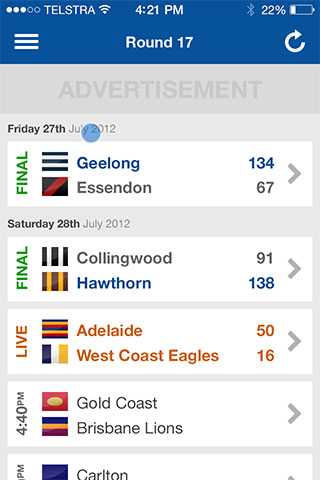 TELSTRA 4:21 PM 22%
Round 17
ADVERTISEMENT
Friday 27th July 2012
FINAL
Geelong 134
Essendon 67
Saturday 28th July 2012
FINAL
Collingwood 91
Hawthorn 138
LIVE
Adelaide 50
West Coast Eagles 16
4:40PM
Gold Coast
Brisbane Lions
Carlton